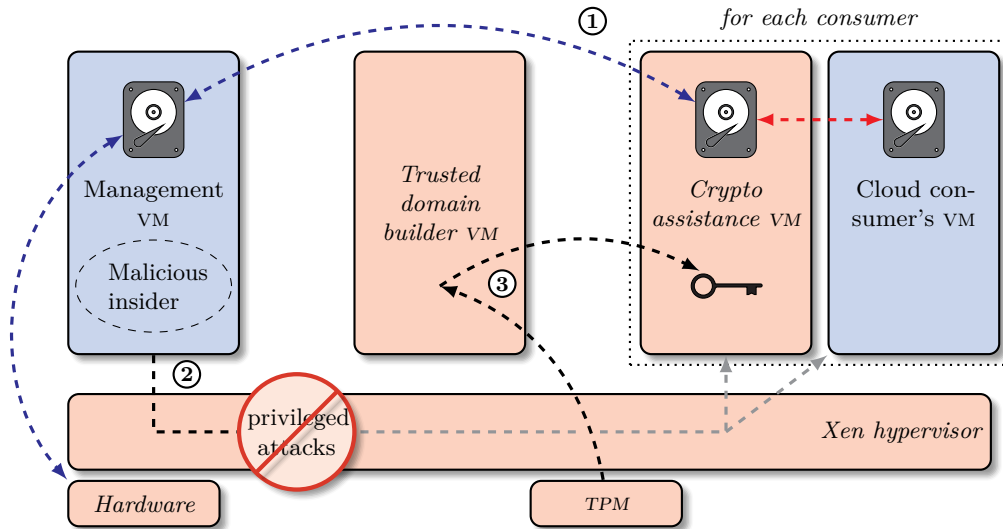 for each consumer
1
Management
VM
Malicious
insider
Trusted
domain
builder VM
Crypto
assistance VM
Cloud con-
sumer's VM
3
2
privileged
attacks
Xen hypervisor
Hardware
TPM